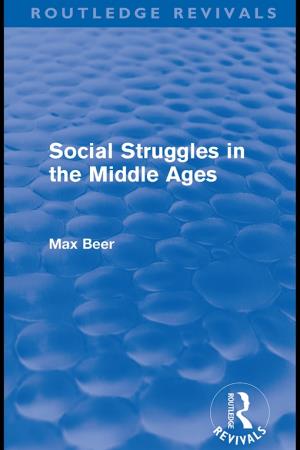 ROUTLEDGE REVIVALS
Social Struggles in
the Middle Ages
Max Beer
ROUTLEDGE
REVIVALS